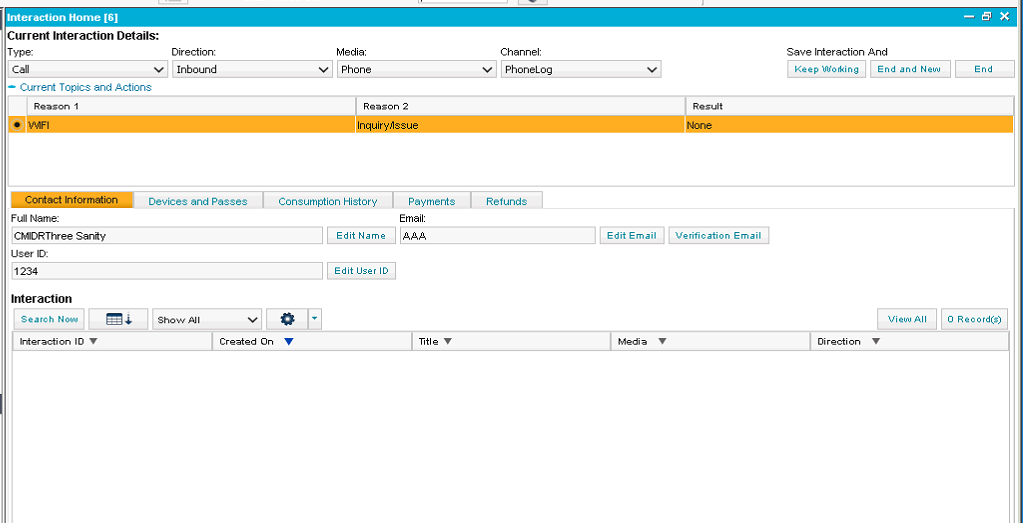 Interaction Home [6]
Current Interaction Details:
Type: Direction: Media: Channel: Save Interaction And
Call Inbound Phone PhoneLog Keep Working End and New End
Current Topics and Actions
Reason 1 Reason 2 Result
WIFI Inquiry/Issue None
Contact Information Devices and Passes Consumption History Payments Refunds
Full Name: Email:
CMIDRThree Sanity Edit Name AAA Edit Email Verification Email
User ID:
1234 Edit User ID
Interaction
Search Now Show All View All 0 Record(s)
Interaction ID Created On Title Media Direction